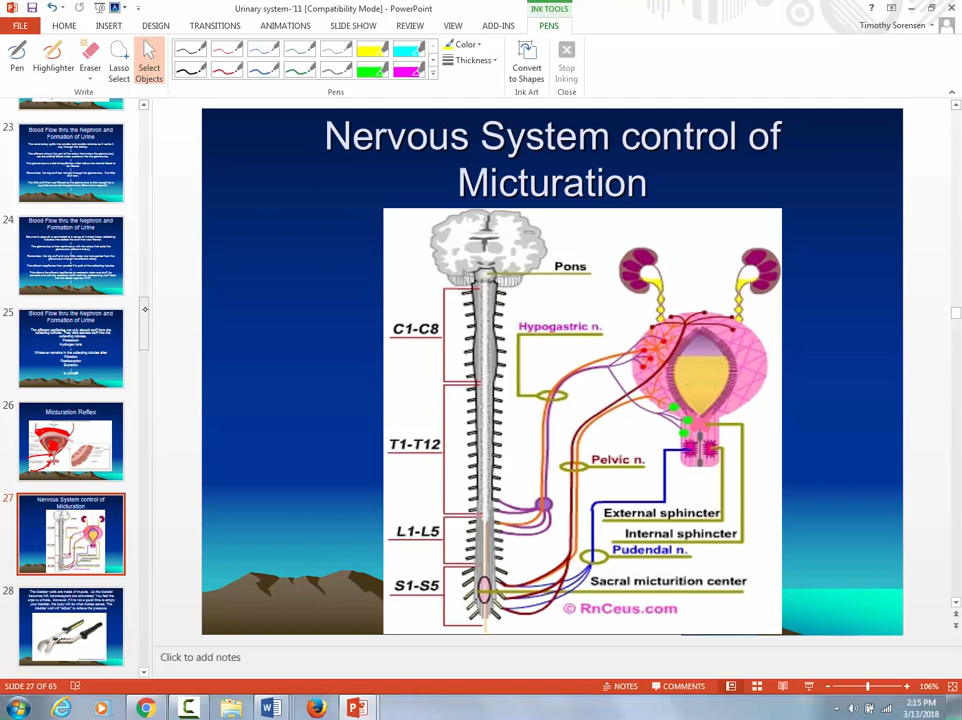 Urinary system-'11 [Compatibility Mode] - PowerPoint
INK TOOLS
FILE
HOME
INSERT
DESIGN
TRANSITIONS
ANIMATIONS
SLIDE SHOW
REVIEW
VIEW
ADD-INS
PENS
Timothy Sorensen
Pen
Highlighter
Eraser
Lasso
Select
Select
Objects
Color
Thickness
Convert
to Shapes
Stop
Inking
Write
Pens
Ink Art
Close
23
Blood Flow thru the Nephron and
Formation of Urine
24
Blood Flow thru the Nephron and
Formation of Urine
25
Blood Flow thru the Nephron and
Formation of Urine
26
Micturation Reflex
27
Nervous System control of
Micturation
28
Nervous System control of
Micturation
Pons
C1-C8
Hypogastric n.
T1-T12
Pelvic n.
External sphincter
L1-L5
Internal sphincter
Pudendal n.
S1-S5
Sacral micturition center
© RnCeus.com
Click to add notes
SLIDE 27 OF 65
NOTES
COMMENTS
106%
2:15 PM
3/13/2018